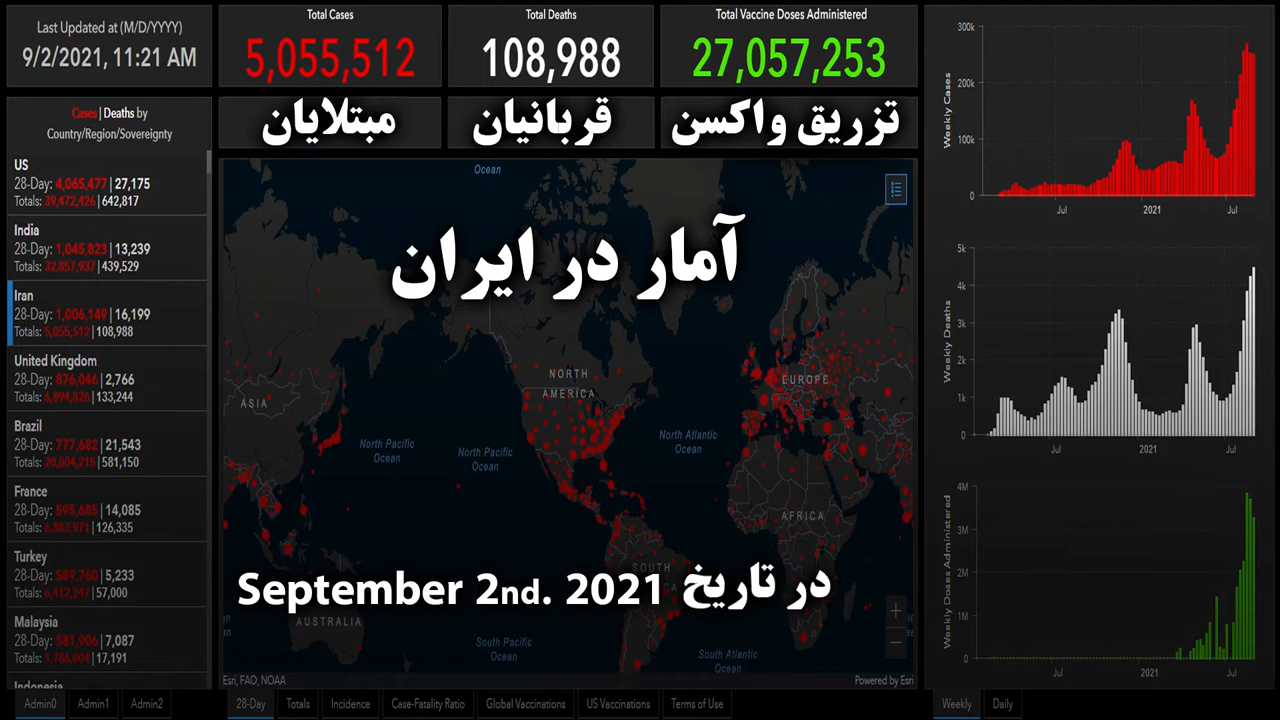 Last Updated at (M/D/YYYY)
9/2/2021, 11:21 AM
Total Cases
5,055,512
Total Deaths
108,988
Total Vaccine Doses Administered
27,057,253
مبتلایان
قربانیان
تزریق واکسن
Cases | Deaths by
Country/Region/Sovereignty
US
28-Day: 4,065,477 | 27,175
Totals: 39,472,426 | 642,817
India
28-Day: 1,045,823 | 13,239
Totals: 32,857,937 | 439,529
Iran
28-Day: 1,006,149 | 16,199
Totals: 5,055,512 | 108,988
United Kingdom
28-Day: 876,046 | 2,766
Totals: 6,894,826 | 133,244
Brazil
28-Day: 777,682 | 21,543
Totals: 20,804,215 | 581,150
France
28-Day: 595,685 | 14,085
Totals: 6,883,971 | 126,335
Turkey
28-Day: 589,760 | 5,233
Totals: 6,412,247 | 57,000
Malaysia
28-Day: 581,906 | 7,087
Totals: 1,786,004 | 17,191
Indonesia
Admin0
Admin1
Admin2
Ocean
آمار در ایران
NORTH
AMERICA
ASIA
EUROPE
North Pacific
Ocean
North Pacific
Ocean
North Atlantic
Ocean
AFRICA
SOUTH
در تاریخ September 2nd. 2021
AUSTRALIA
South Pacific
Ocean
South Atlantic
Ocean
+
−
Esri, FAO, NOAA
Powered by Esri
28-Day
Totals
Incidence
Case-Fatality Ratio
Global Vaccinations
US Vaccinations
Terms of Use
Weekly Cases
300k
200k
100k
0
Jul
2021
Jul
Weekly Deaths
5k
4k
3k
2k
1k
0
Jul
2021
Jul
Weekly Doses Administered
4M
3M
2M
1M
0
Jul
2021
Jul
Weekly
Daily